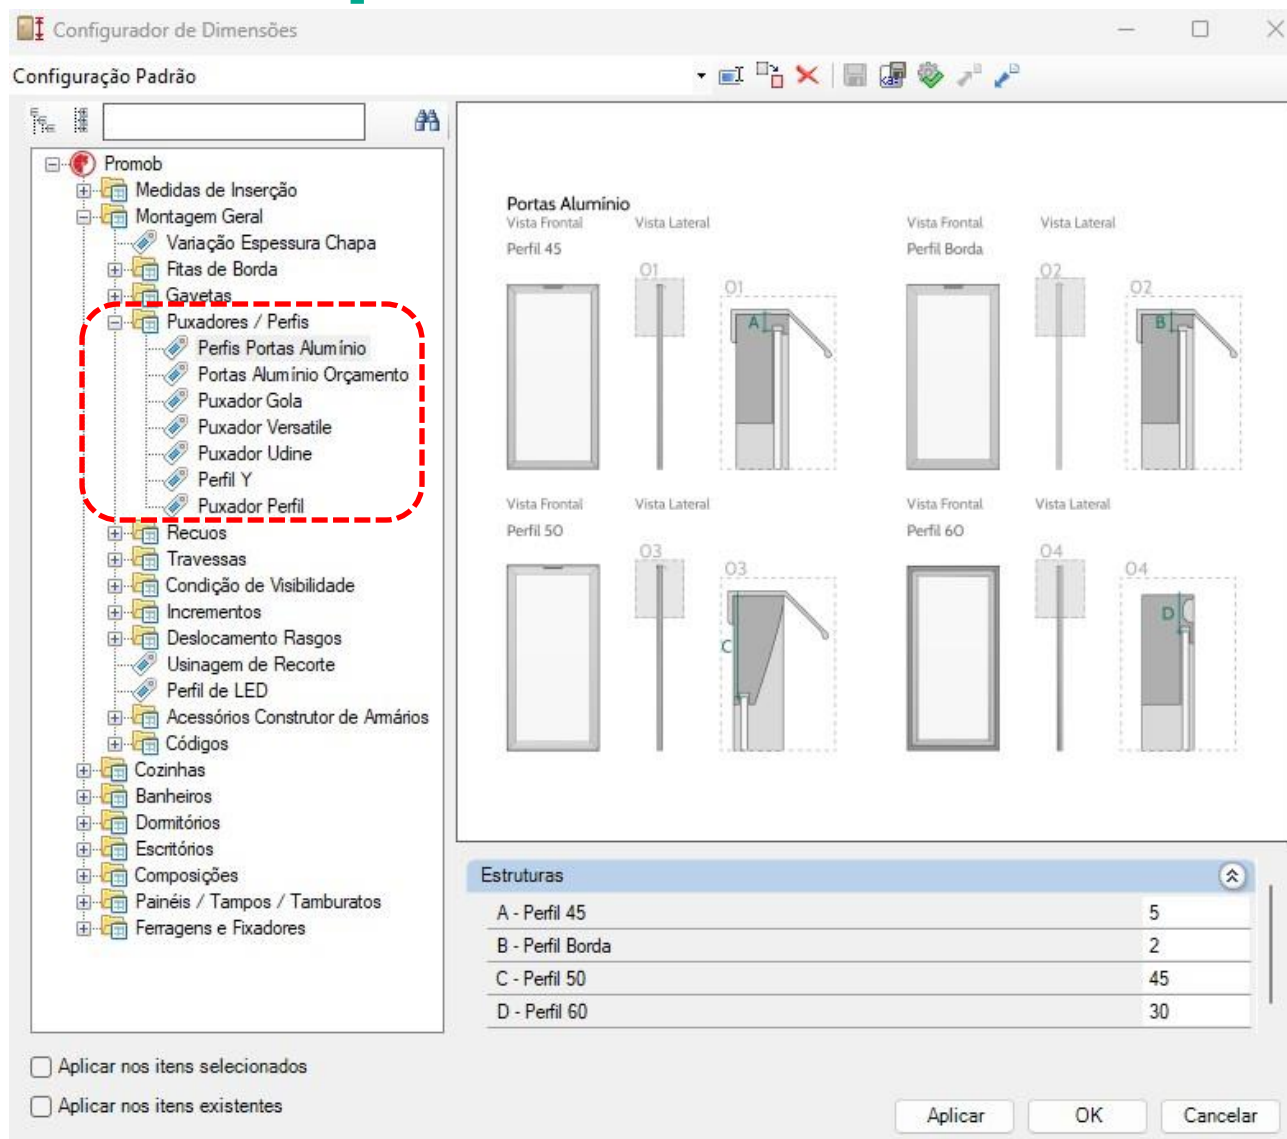 Configurador de Dimensões
Configuração Padrão
Promob
Medidas de Inserção
Montagem Geral
Variação Espessura Chapa
Fitas de Borda
Gavetas
Puxadores / Perfis
Perfis Portas Alumínio
Portas Alumínio Orçamento
Puxador Gola
Puxador Versatile
Puxador Udine
Perfil Y
Puxador Perfil
Recuos
Travessas
Condição de Visibilidade
Incrementos
Deslocamento Rasgos
Usinagem de Recorte
Perfil de LED
Acessórios Construtor de Armários
Códigos
Cozinhas
Banheiros
Dormitórios
Escritórios
Composições
Painéis / Tampos / Tamburatos
Ferragens e Fixadores
Portas Alumínio
Vista Frontal Vista Lateral
Perfil 45
01 01
A
Vista Frontal Vista Lateral
Perfil Borda
02 02
B
Vista Frontal Vista Lateral
Perfil 50
03 03
C
Vista Frontal Vista Lateral
Perfil 60
04 04
D
Estruturas
A - Perfil 45 5
B - Perfil Borda 2
C - Perfil 50 45
D - Perfil 60 30
Aplicar nos itens selecionados
Aplicar nos itens existentes
Aplicar OK Cancelar